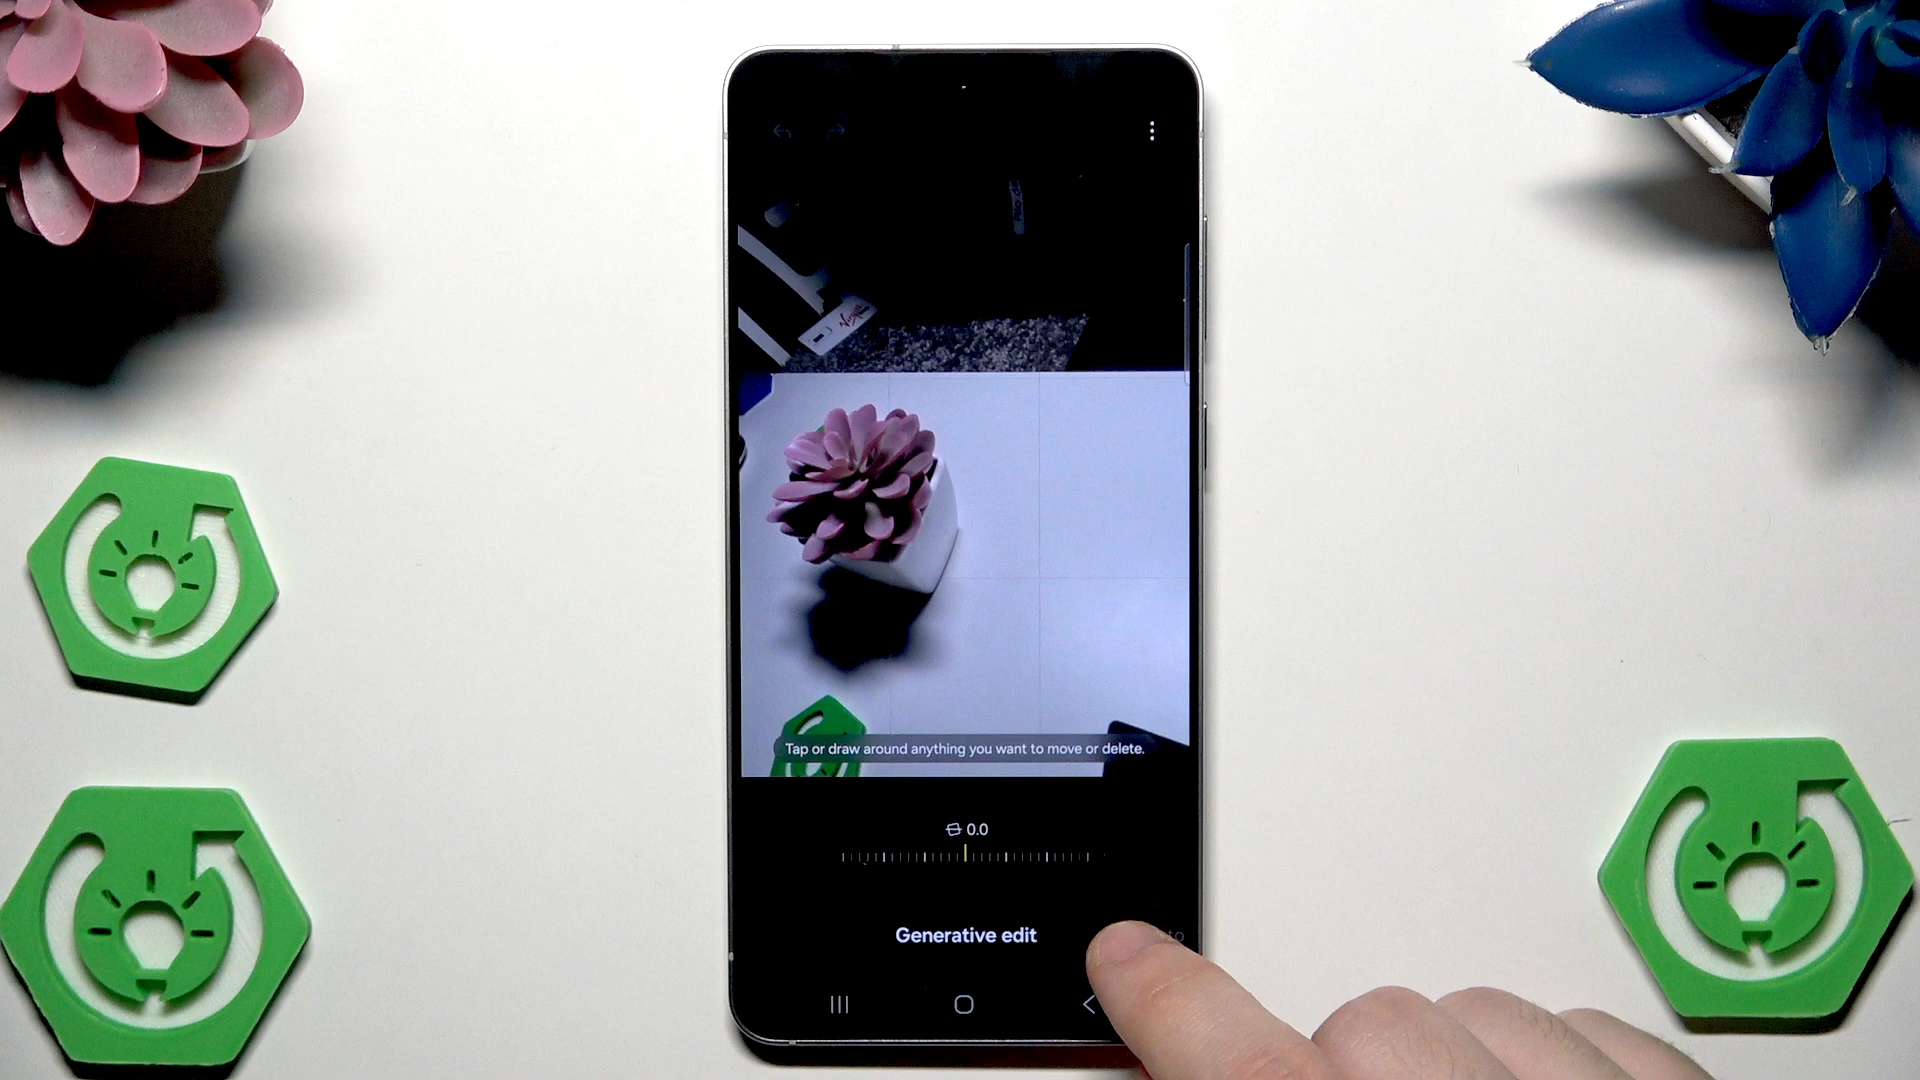 Tap or draw around anything you want to move or delete.
0.0
Generative edit